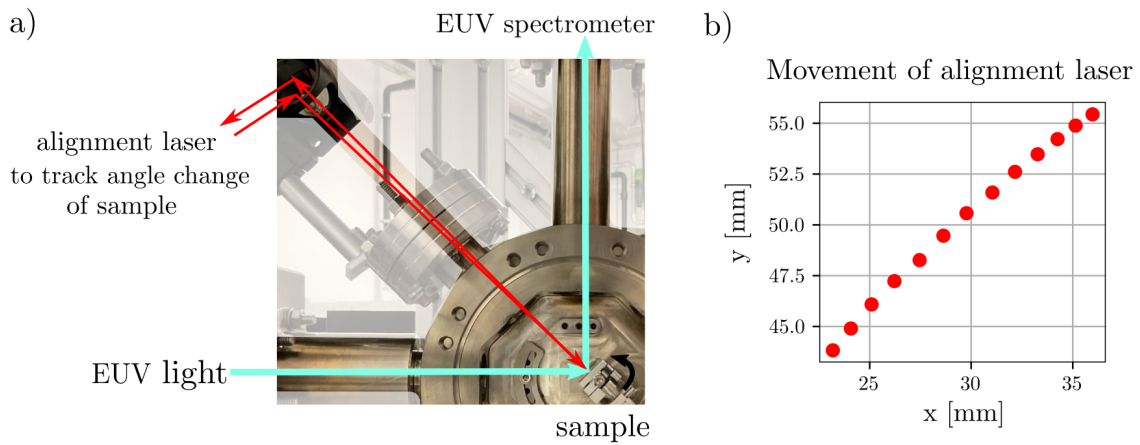 a)
EUV spectrometer
alignment laser
to track angle change
of sample
EUV light
sample
b)
Movement of alignment laser
55.0
52.5
50.0
47.5
45.0
y [mm]
25 30 35
x [mm]